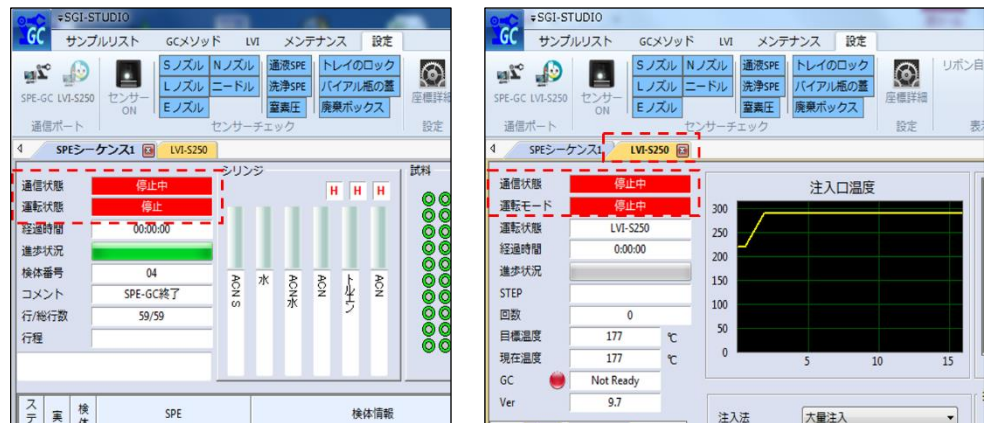 SGI-STUDIO
GC サンプルリスト GCメソッド LVI メンテナンス 設定
Sノズル Nノズル 通液SPE トレイのロック
Lノズル ニードル 洗浄SPE バイアル瓶の蓋
Eノズル 窒素圧 廃棄ボックス
SPE-GC LVI-S250 センサー ON 座標詳細
通信ポート センサーチェック 設定
SPEシーケンス1 LVI-S250
通信状態 停止中
運転状態 停止
経過時間 00:00:00
進歩状況
検体番号 04
コメント SPE-GC終了
行/総行数 59/59
行程
シリンジ
H H H
ACN S 水 ACN水 ACN トルエン ACN
試料
ステ 実 検体 SPE 検体情報
SGI-STUDIO
GC サンプルリスト GCメソッド LVI メンテナンス 設定
Sノズル Nノズル 通液SPE トレイのロック リボン自
Lノズル ニードル 洗浄SPE バイアル瓶の蓋
Eノズル 窒素圧 廃棄ボックス
SPE-GC LVI-S250 センサー ON 座標詳細
通信ポート センサーチェック 設定 表
SPEシーケンス1 LVI-S250
通信状態 停止中
運転モード 停止中
運転状態 LVI-S250
経過時間 0:00:00
進歩状況
STEP
回数 0
目標温度 177 ℃
現在温度 177 ℃
GC Not Ready
Ver 9.7
注入口温度
300
250
200
150
100
50
0
5 10 15
注入法 大量注入